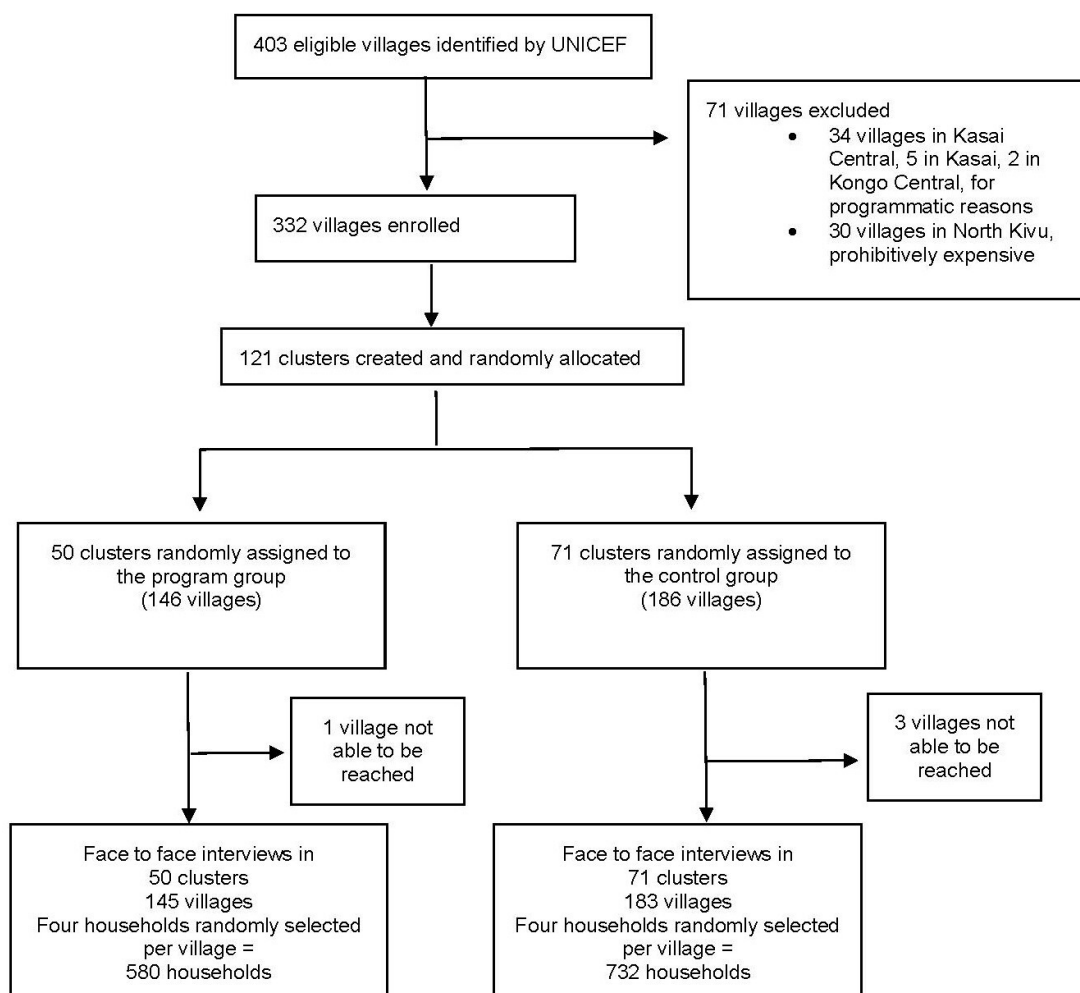 403 eligible villages identified by UNICEF
71 villages excluded
• 34 villages in Kasai
Central, 5 in Kasai, 2 in
Kongo Central, for
programmatic reasons
• 30 villages in North Kivu,
prohibitively expensive
332 villages enrolled
121 clusters created and randomly allocated
50 clusters randomly assigned to
the program group
(146 villages)
71 clusters randomly assigned to
the control group
(186 villages)
1 village not
able to be
reached
3 villages not
able to be
reached
Face to face interviews in
50 clusters
145 villages
Four households randomly selected
per village =
580 households
Face to face interviews in
71 clusters
183 villages
Four households randomly selected
per village =
732 households